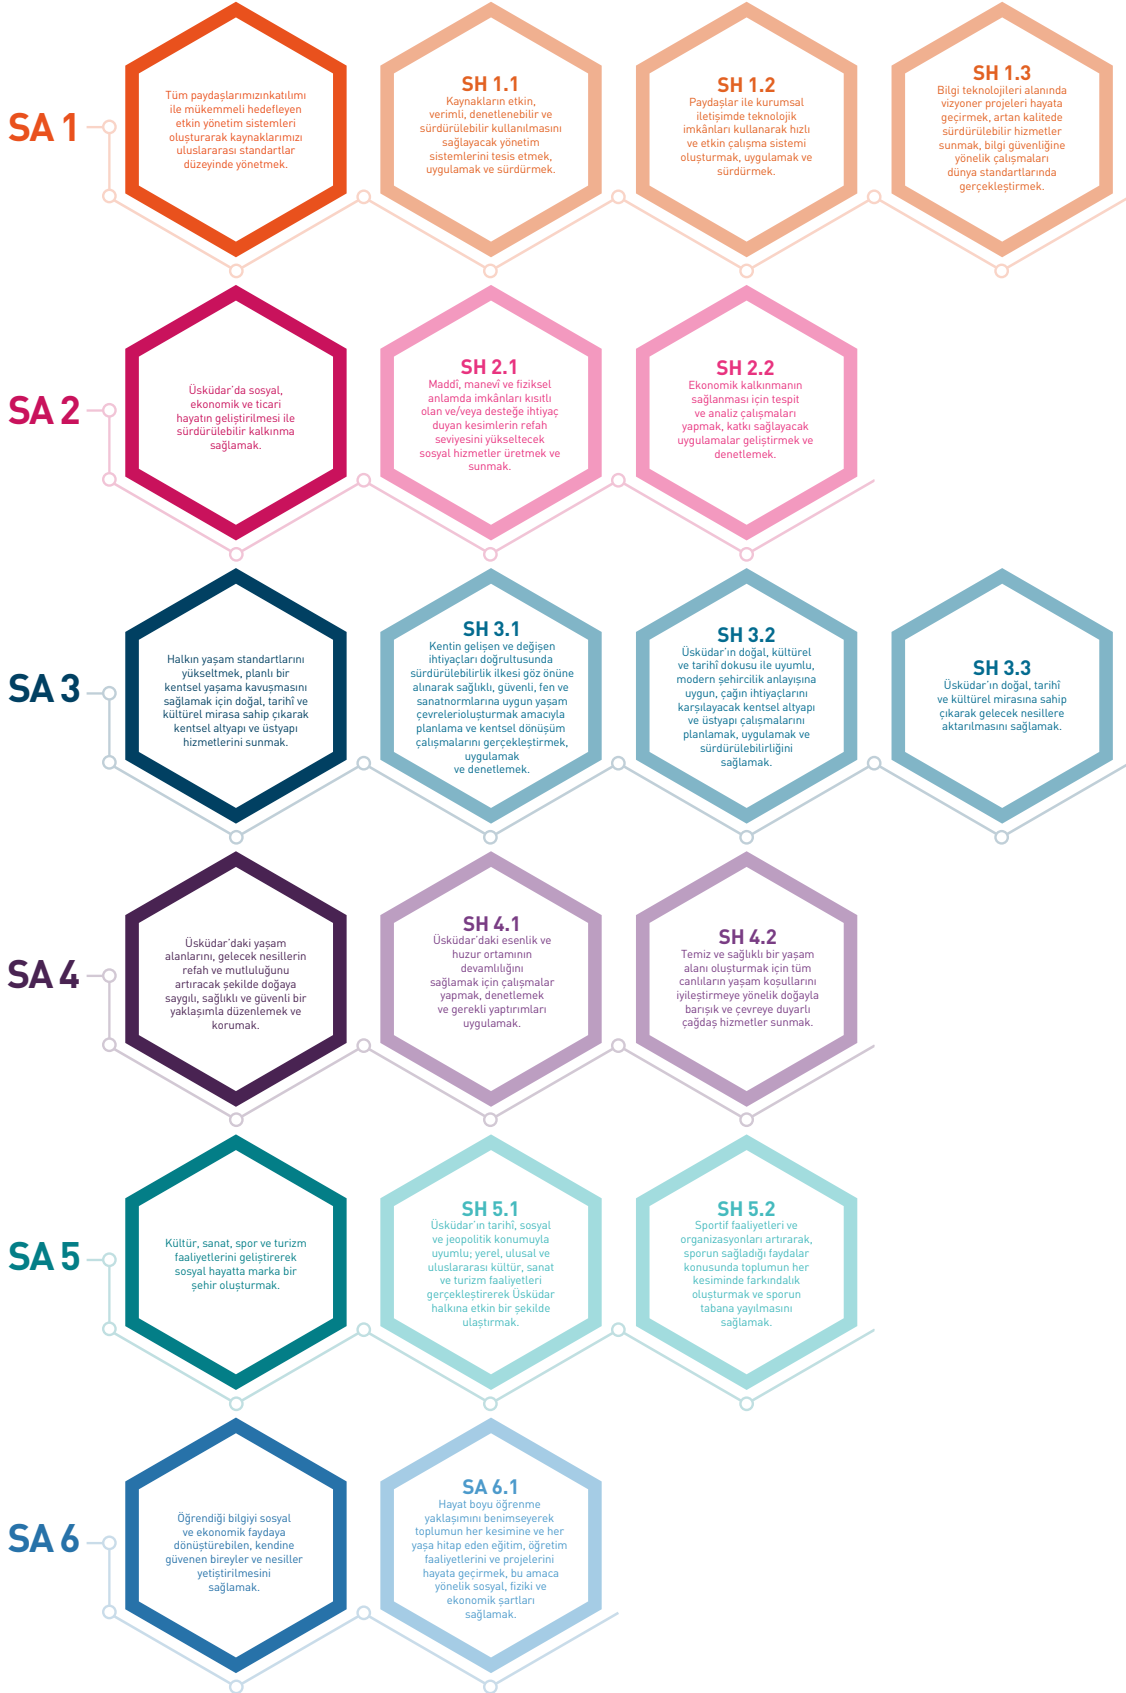 SA 1
Tüm paydaşlarımızınkatılımı
ile mükemmeli hedefleyen
etkin yönetim sistemleri
oluşturarak kaynaklarımızı
uluslararası standartlar
düzeyinde yönetmek.
SH 1.1
Kaynakların etkin,
verimli, denetlenebilir ve
sürdürülebilir kullanılmasını
sağlayacak yönetim
sistemlerini tesis etmek,
uygulamak ve sürdürmek.
SH 1.2
Paydaşlar ile kurumsal
iletişimde teknolojik
imkânları kullanarak hızlı
ve etkin çalışma sistemi
oluşturmak, uygulamak ve
sürdürmek.
SH 1.3
Bilgi teknolojileri alanında
vizyoner projeleri hayata
geçirmek, artan kalitede
sürdürülebilir hizmetler
sunmak, bilgi güvenliğine
yönelik çalışmaları
dünya standartlarında
gerçekleştirmek.
SA 2
Üsküdar'da sosyal,
ekonomik ve ticari
hayatın geliştirilmesi ile
sürdürülebilir kalkınma
sağlamak.
SH 2.1
Maddî, manevî ve fiziksel
anlamda imkânları kısıtlı
olan ve/veya desteğe ihtiyaç
duyan kesimlerin refah
seviyesini yükseltecek
sosyal hizmetler üretmek ve
sunmak.
SH 2.2
Ekonomik kalkınmanın
sağlanması için tespit
ve analiz çalışmaları
yapmak, katkı sağlayacak
uygulamalar geliştirmek ve
denetlemek.
SA 3
Halkın yaşam standartlarını
yükseltmek, planlı bir
kentsel yaşama kavuşmasını
sağlamak için doğal, tarihî ve
kültürel mirasa sahip çıkarak
kentsel altyapı ve üstyapı
hizmetlerini sunmak.
SH 3.1
Kentin gelişen ve değişen
ihtiyaçları doğrultusunda
sürdürülebilirlik ilkesi göz önüne
alınarak sağlıklı, güvenli, fen ve
sanatnormlarına uygun yaşam
çevrelerioluşturmak amacıyla
planlama ve kentsel dönüşüm
çalışmalarını gerçekleştirmek,
uygulamak
ve denetlemek.
SH 3.2
Üsküdar'ın doğal, kültürel
ve tarihî dokusu ile uyumlu,
modern şehircilik anlayışına
uygun, çağın ihtiyaçlarını
karşılayacak kentsel altyapı
ve üstyapı çalışmalarını
planlamak, uygulamak ve
sürdürülebilirliğini
sağlamak.
SH 3.3
Üsküdar'ın doğal, tarihî
ve kültürel mirasına sahip
çıkarak gelecek nesillere
aktarılmasını sağlamak.
SA 4
Üsküdar'daki yaşam
alanlarını, gelecek nesillerin
refah ve mutluluğunu
artıracak şekilde doğaya
saygılı, sağlıklı ve güvenli bir
yaklaşımla düzenlemek ve
korumak.
SH 4.1
Üsküdar'daki esenlik ve
huzur ortamının
devamlılığını
sağlamak için çalışmalar
yapmak, denetlemek
ve gerekli yaptırımları
uygulamak.
SH 4.2
Temiz ve sağlıklı bir yaşam
alanı oluşturmak için tüm
canlıların yaşam koşullarını
iyileştirmeye yönelik doğayla
barışık ve çevreye duyarlı
çağdaş hizmetler sunmak.
SA 5
Kültür, sanat, spor ve turizm
faaliyetlerini geliştirerek
sosyal hayatta marka bir
şehir oluşturmak.
SH 5.1
Üsküdar'ın tarihî, sosyal
ve jeopolitik konumuyla
uyumlu; yerel, ulusal ve
uluslararası kültür, sanat
ve turizm faaliyetleri
gerçekleştirerek Üsküdar
halkına etkin bir şekilde
ulaştırmak.
SH 5.2
Sportif faaliyetleri ve
organizasyonları artırarak,
sporun sağladığı faydalar
konusunda toplumun her
kesiminde farkındalık
oluşturmak ve sporun
tabana yayılmasını
sağlamak.
SA 6
Öğrendiği bilgiyi sosyal
ve ekonomik faydaya
dönüştürebilen, kendine
güvenen bireyler ve nesiller
yetiştirilmesini
sağlamak.
SA 6.1
Hayat boyu öğrenme
yaklaşımını benimseyerek
toplumun her kesimine ve her
yaşa hitap eden eğitim, öğretim
faaliyetlerini ve projelerini
hayata geçirmek, bu amaca
yönelik sosyal, fiziki ve
ekonomik şartları
sağlamak.